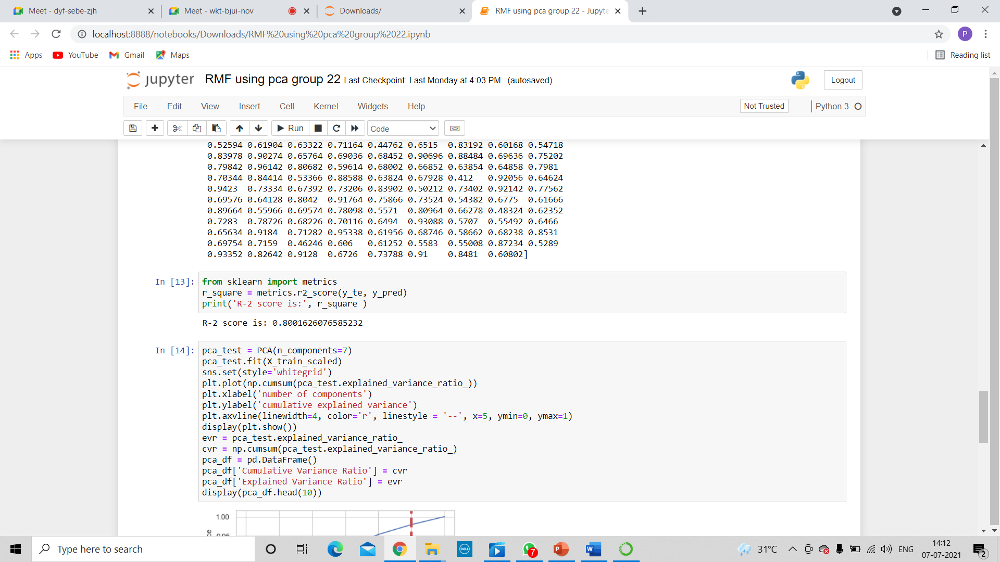 Meet - dyf-sebe-zjh
Meet - wkt-bjui-nov
Downloads/
RMF using pca group 22 - Jupyte
localhost:8888/notebooks/Downloads/RMF%20using%20pca%20group%2022.ipynb
P
Apps
YouTube
Gmail
Maps
Reading list
jupyter
RMF using pca group 22 Last Checkpoint: Last Monday at 4:03 PM (autosaved)
Logout
File Edit View Insert Cell Kernel Widgets Help
Not Trusted
Python 3
Run
Code
0.52594 0.61904 0.63322 0.71164 0.44762 0.6515  0.83192 0.60168 0.54718
0.83978 0.90274 0.65764 0.69036 0.68452 0.90696 0.88484 0.69636 0.75202
0.79842 0.96142 0.80682 0.59614 0.68002 0.66852 0.63854 0.64858 0.7981
0.70344 0.84414 0.53366 0.88588 0.63824 0.67928 0.412   0.92056 0.64624
0.9423  0.73334 0.67392 0.73206 0.83902 0.50212 0.73402 0.92142 0.77562
0.69576 0.64128 0.8042  0.91764 0.75866 0.73524 0.54382 0.6775  0.61666
0.89664 0.55966 0.69574 0.78098 0.5571  0.80964 0.66278 0.48324 0.62352
0.7283  0.78726 0.68226 0.70116 0.6494  0.93088 0.5707  0.55492 0.6466
0.65634 0.9184  0.71282 0.95338 0.61956 0.68746 0.58662 0.68238 0.8531
0.69754 0.7159  0.46246 0.606   0.61252 0.5583  0.55008 0.87234 0.5289
0.93352 0.82642 0.9128  0.6726  0.73788 0.91    0.8481  0.60802]
In [13]:
from sklearn import metrics
r_square = metrics.r2_score(y_te, y_pred)
print('R-2 score is:', r_square )
R-2 score is: 0.8001626076585232
In [14]:
pca_test = PCA(n_components=7)
pca_test.fit(X_train_scaled)
sns.set(style='whitegrid')
plt.plot(np.cumsum(pca_test.explained_variance_ratio_))
plt.xlabel('number of components')
plt.ylabel('cumulative explained variance')
plt.axvline(linewidth=4, color='r', linestyle = '--', x=5, ymin=0, ymax=1)
display(plt.show())
evr = pca_test.explained_variance_ratio_
cvr = np.cumsum(pca_test.explained_variance_ratio_)
pca_df = pd.DataFrame()
pca_df['Cumulative Variance Ratio'] = cvr
pca_df['Explained Variance Ratio'] = evr
display(pca_df.head(10))
1.00
0.95
Type here to search
DELL
7
P
W
31°C
ENG
14:12
07-07-2021
2